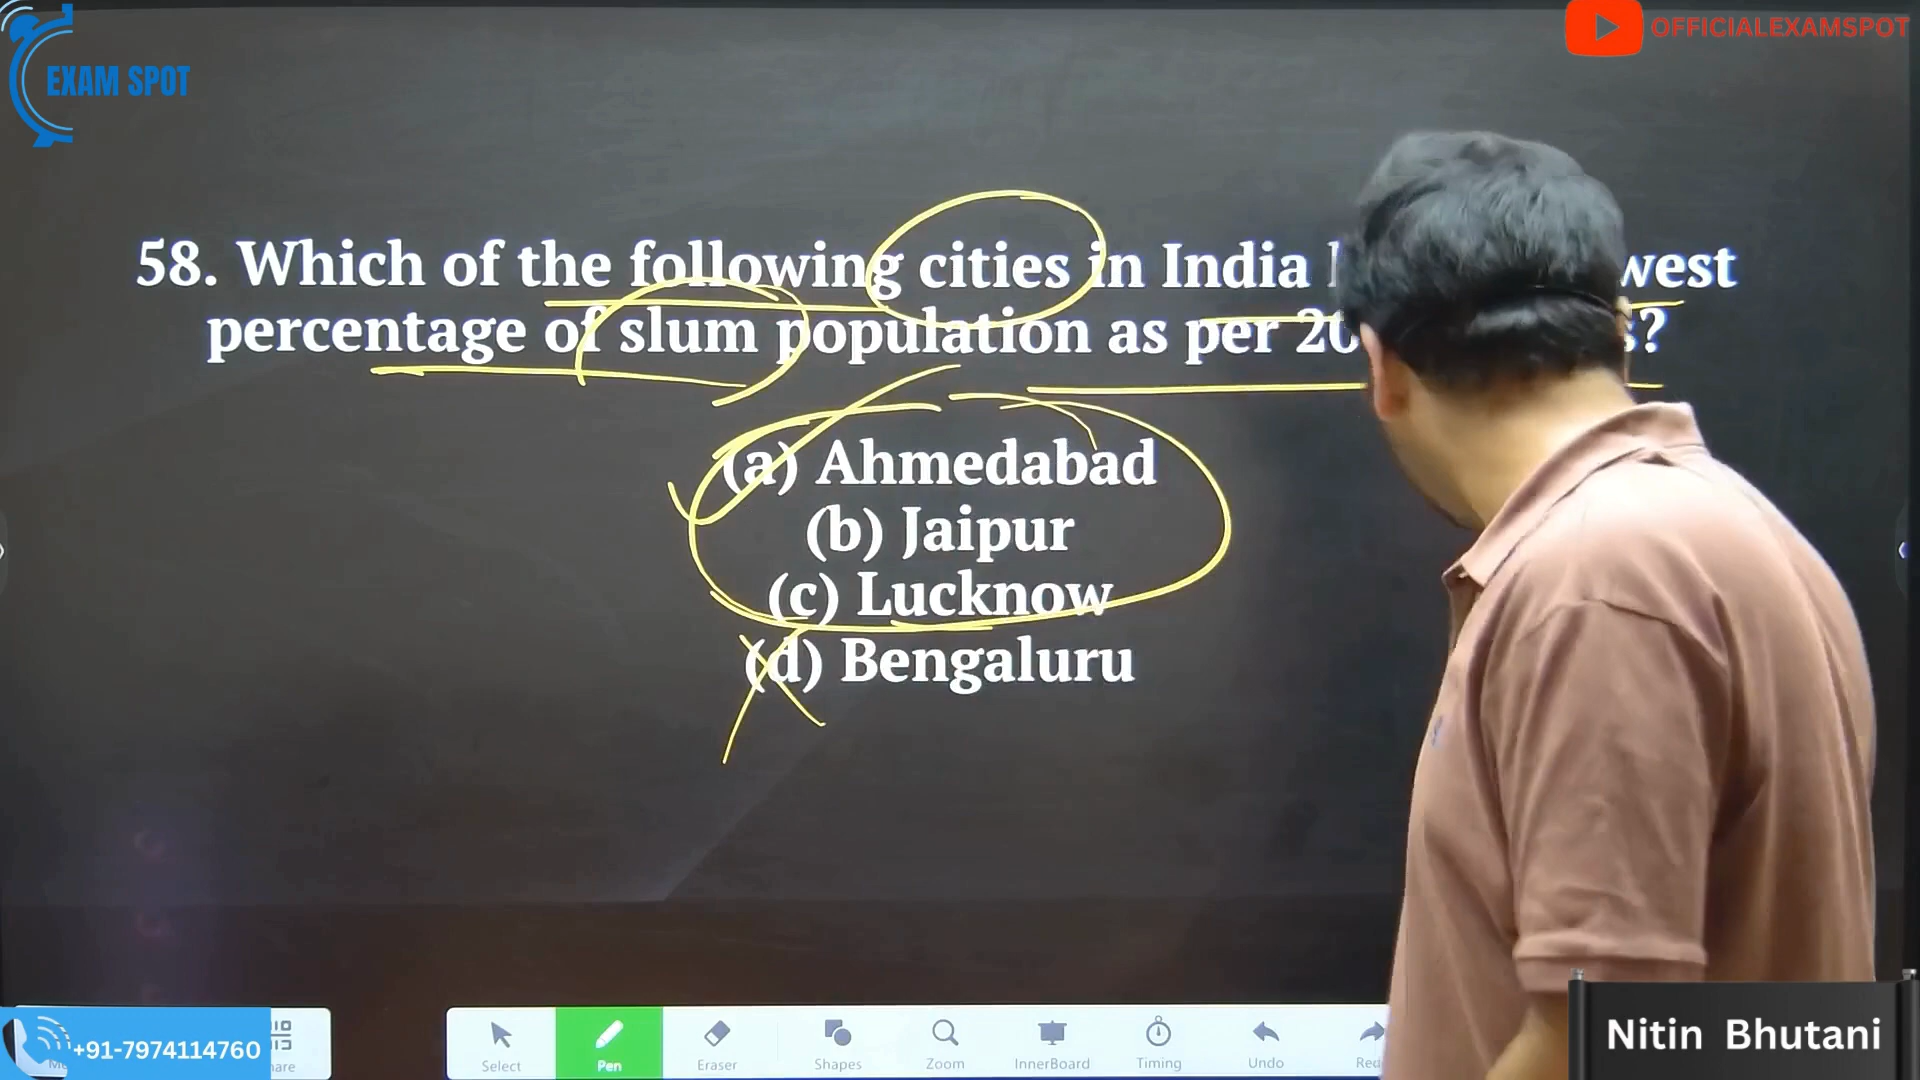 EXAM SPOT
OFFICIALEXAMSPOT
58. Which of the following cities in India west
percentage of slum population as per 20 s?
(a) Ahmedabad
(b) Jaipur
(c) Lucknow
(d) Bengaluru
+91-7974114760
Select
Pen
Eraser
Shapes
Zoom
InnerBoard
Timing
Undo
Nitin Bhutani